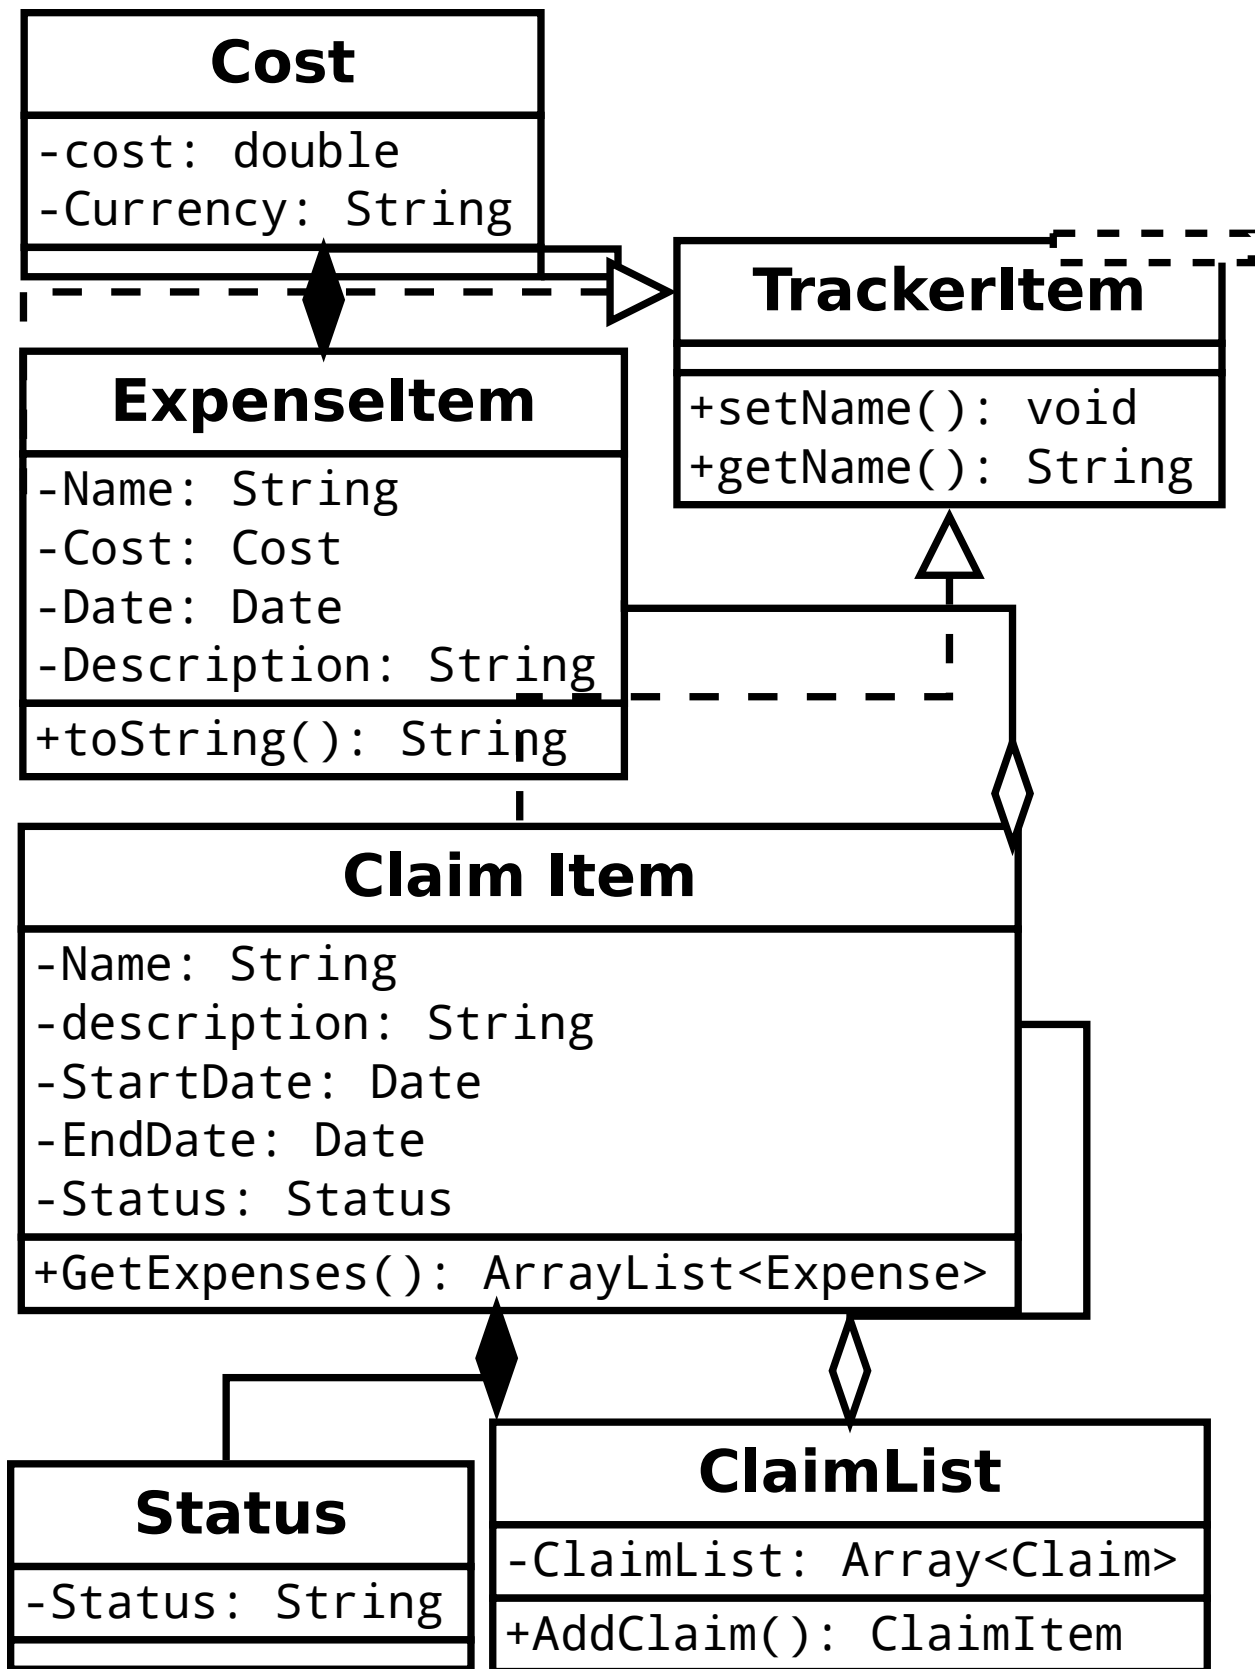 Cost
-cost: double
-Currency: String
TrackerItem
+setName(): void
+getName(): String
ExpenseItem
-Name: String
-Cost: Cost
-Date: Date
-Description: String
+toString(): String
Claim Item
-Name: String
-description: String
-StartDate: Date
-EndDate: Date
-Status: Status
+GetExpenses(): ArrayList<Expense>
Status
-Status: String
ClaimList
-ClaimList: Array<Claim>
+AddClaim(): ClaimItem